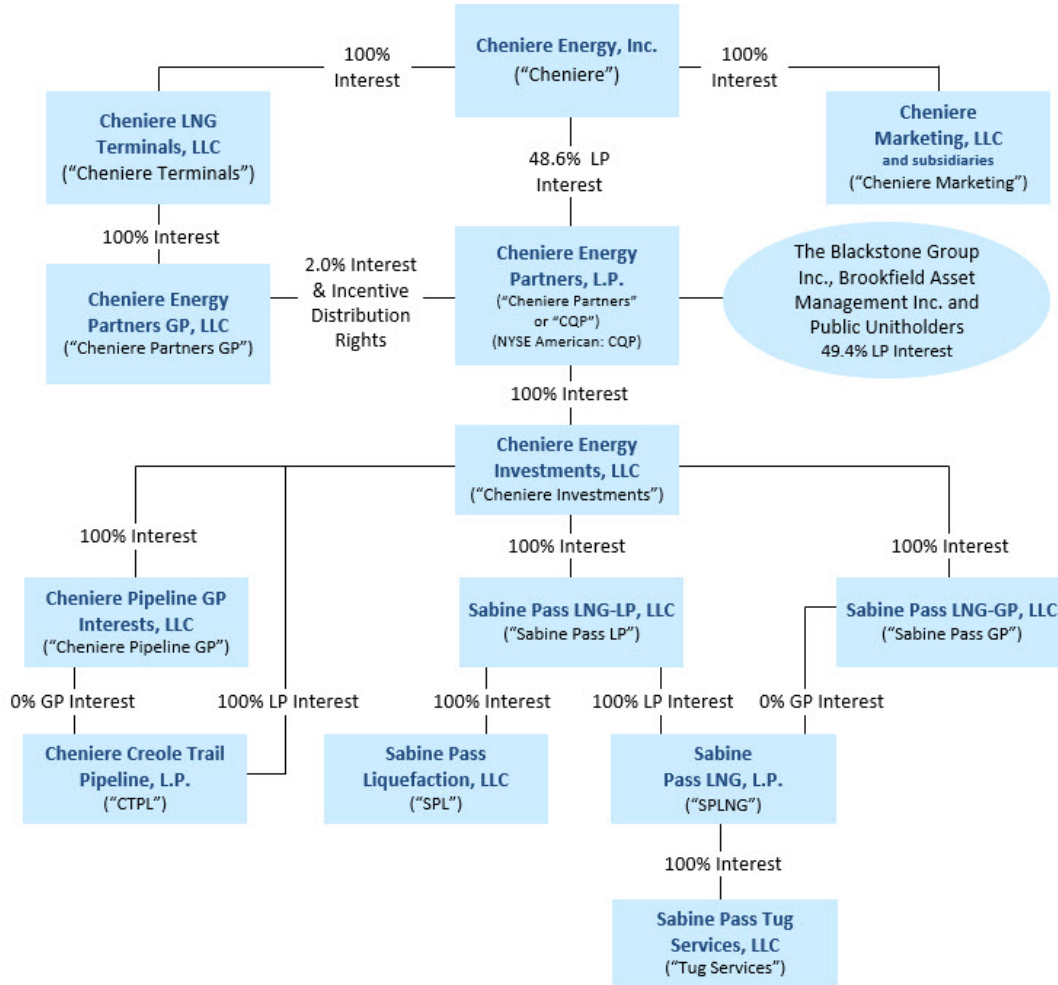 Cheniere Energy, Inc.
(“Cheniere”)
100%
Interest
100%
Interest
Cheniere LNG
Terminals, LLC
(“Cheniere Terminals”)
48.6% LP
Interest
Cheniere
Marketing, LLC
and subsidiaries
(“Cheniere Marketing”)
100% Interest
Cheniere Energy
Partners GP, LLC
(“Cheniere Partners GP”)
2.0% Interest
& Incentive
Distribution
Rights
Cheniere Energy
Partners, L.P.
(“Cheniere Partners”
or “CQP”)
(NYSE American: CQP)
The Blackstone Group
Inc., Brookfield Asset
Management Inc. and
Public Unitholders
49.4% LP Interest
100% Interest
Cheniere Energy
Investments, LLC
(“Cheniere Investments”)
100% Interest
100% Interest
100% Interest
Cheniere Pipeline GP
Interests, LLC
(“Cheniere Pipeline GP”)
Sabine Pass LNG-LP, LLC
(“Sabine Pass LP”)
Sabine Pass LNG-GP, LLC
(“Sabine Pass GP”)
0% GP Interest
100% LP Interest
100% Interest
100% LP Interest
0% GP Interest
Cheniere Creole Trail
Pipeline, L.P.
(“CTPL”)
Sabine Pass
Liquefaction, LLC
(“SPL”)
Sabine
Pass LNG, L.P.
(“SPLNG”)
100% Interest
Sabine Pass Tug
Services, LLC
(“Tug Services”)